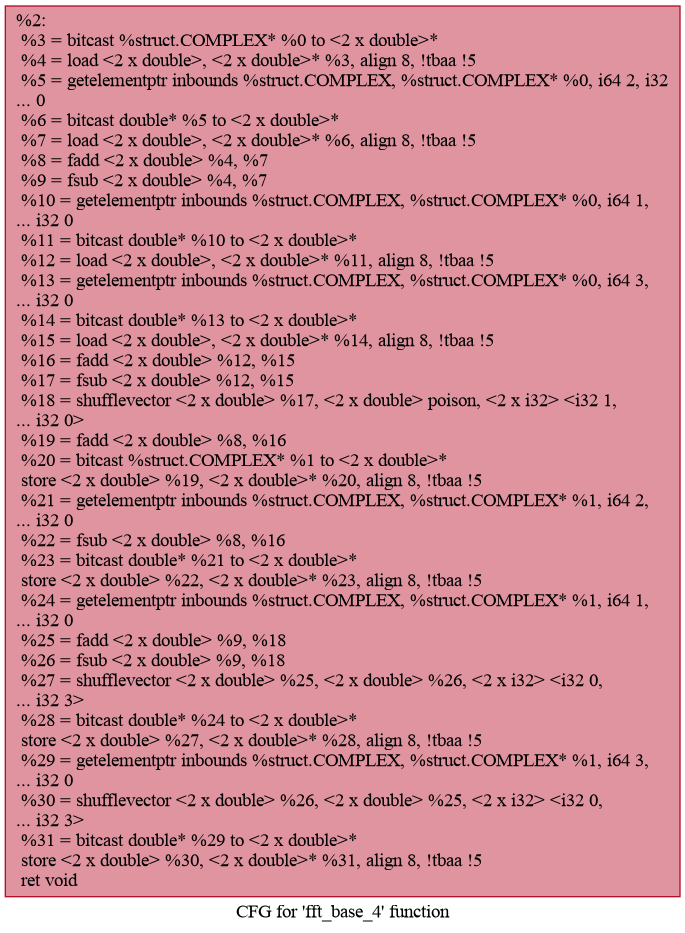 %2:
%3 = bitcast %struct.COMPLEX* %0 to <2 x double>*
%4 = load <2 x double>, <2 x double>* %3, align 8, !tbaa !5
%5 = getelementptr inbounds %struct.COMPLEX, %struct.COMPLEX* %0, i64 2, i32
... 0
%6 = bitcast double* %5 to <2 x double>*
%7 = load <2 x double>, <2 x double>* %6, align 8, !tbaa !5
%8 = fadd <2 x double> %4, %7
%9 = fsub <2 x double> %4, %7
%10 = getelementptr inbounds %struct.COMPLEX, %struct.COMPLEX* %0, i64 1,
... i32 0
%11 = bitcast double* %10 to <2 x double>*
%12 = load <2 x double>, <2 x double>* %11, align 8, !tbaa !5
%13 = getelementptr inbounds %struct.COMPLEX, %struct.COMPLEX* %0, i64 3,
... i32 0
%14 = bitcast double* %13 to <2 x double>*
%15 = load <2 x double>, <2 x double>* %14, align 8, !tbaa !5
%16 = fadd <2 x double> %12, %15
%17 = fsub <2 x double> %12, %15
%18 = shufflevector <2 x double> %17, <2 x double> poison, <2 x i32> <i32 1,
... i32 0>
%19 = fadd <2 x double> %8, %16
%20 = bitcast %struct.COMPLEX* %1 to <2 x double>*
store <2 x double> %19, <2 x double>* %20, align 8, !tbaa !5
%21 = getelementptr inbounds %struct.COMPLEX, %struct.COMPLEX* %1, i64 2,
... i32 0
%22 = fsub <2 x double> %8, %16
%23 = bitcast double* %21 to <2 x double>*
store <2 x double> %22, <2 x double>* %23, align 8, !tbaa !5
%24 = getelementptr inbounds %struct.COMPLEX, %struct.COMPLEX* %1, i64 1,
... i32 0
%25 = fadd <2 x double> %9, %18
%26 = fsub <2 x double> %9, %18
%27 = shufflevector <2 x double> %25, <2 x double> %26, <2 x i32> <i32 0,
... i32 3>
%28 = bitcast double* %24 to <2 x double>*
store <2 x double> %27, <2 x double>* %28, align 8, !tbaa !5
%29 = getelementptr inbounds %struct.COMPLEX, %struct.COMPLEX* %1, i64 3,
... i32 0
%30 = shufflevector <2 x double> %26, <2 x double> %25, <2 x i32> <i32 0,
... i32 3>
%31 = bitcast double* %29 to <2 x double>*
store <2 x double> %30, <2 x double>* %31, align 8, !tbaa !5
ret void
CFG for 'fft_base_4' function